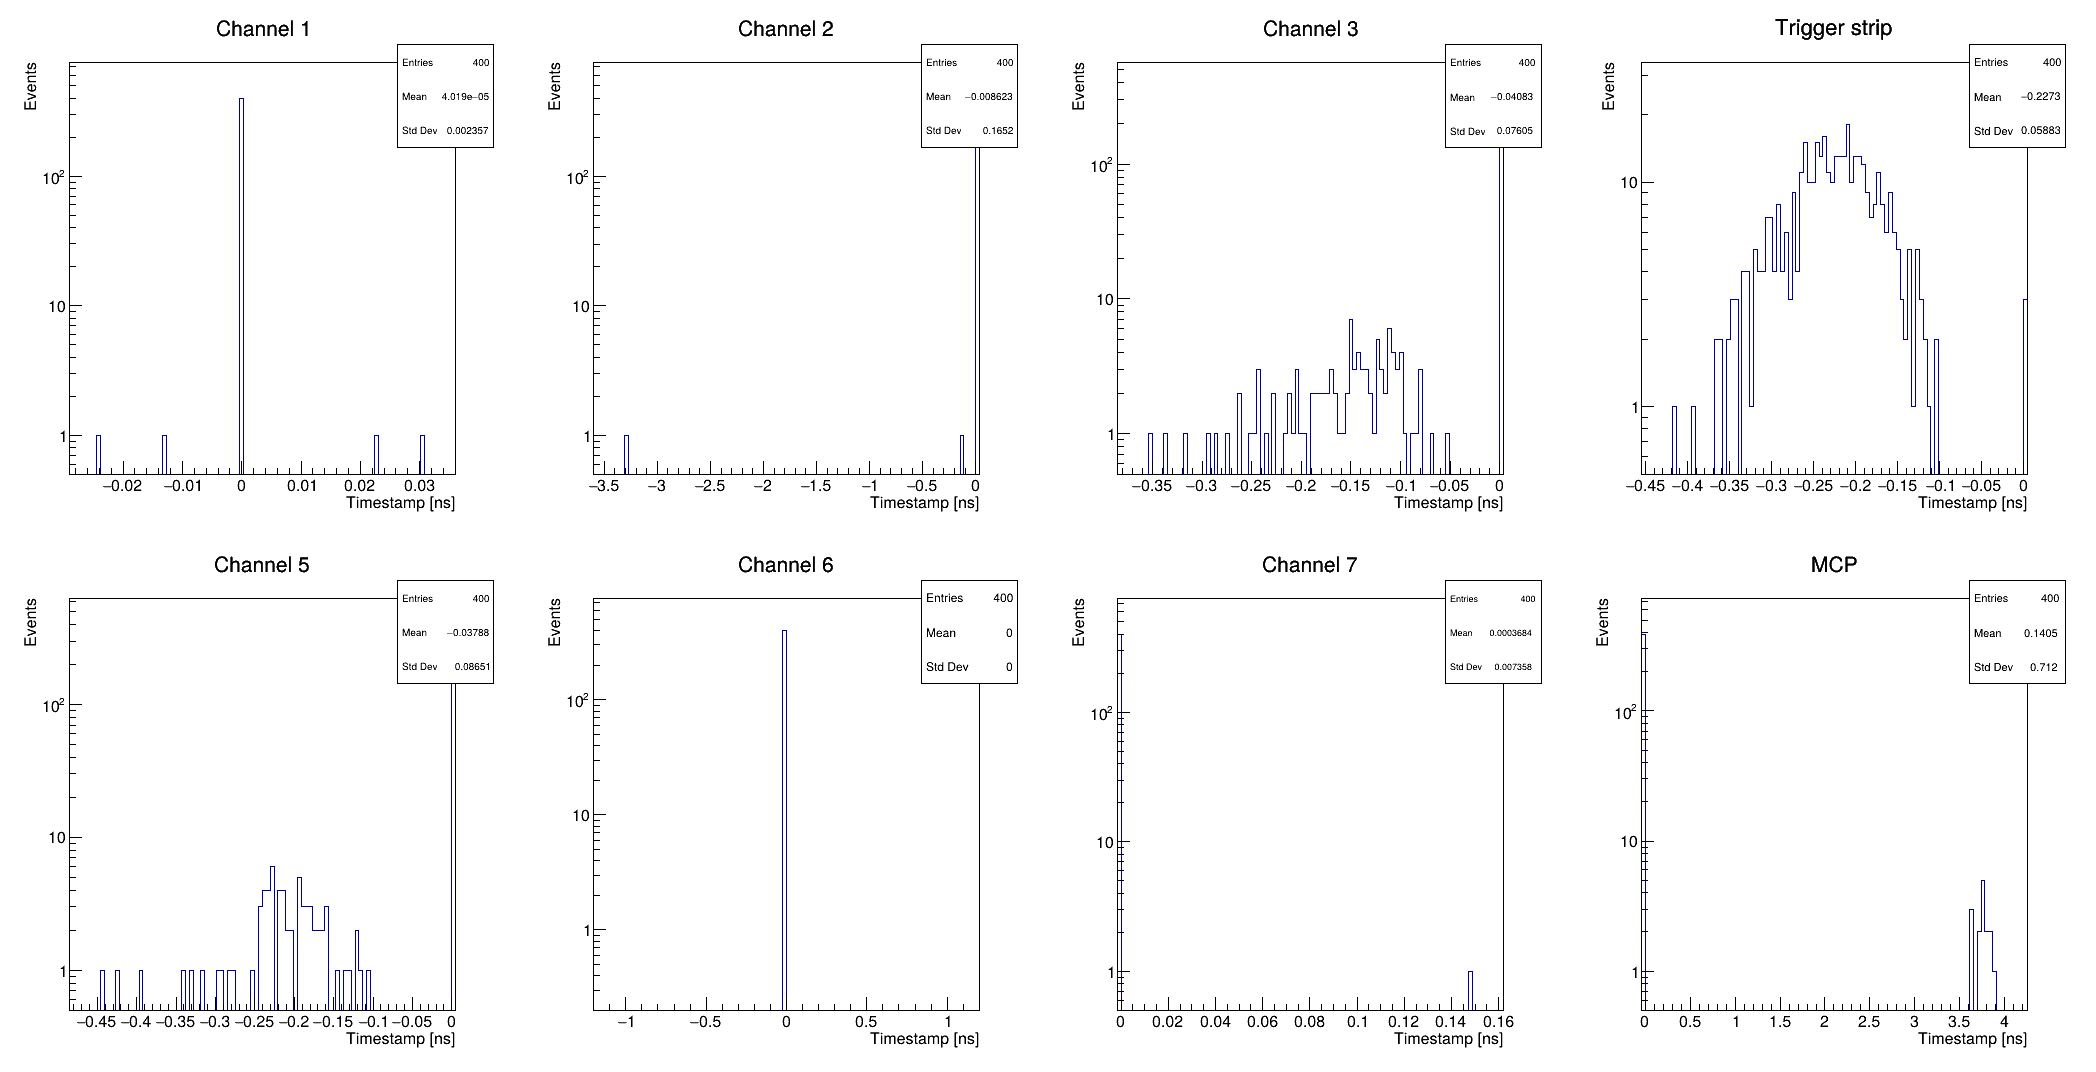 Channel 1
Events
Entries 400
Mean 4.019e−05
Std Dev 0.002357
10²
10
1
−0.02 −0.01 0 0.01 0.02 0.03
Timestamp [ns]
Channel 2
Events
Entries 400
Mean −0.008623
Std Dev 0.1652
10²
10
1
−3.5 −3 −2.5 −2 −1.5 −1 −0.5 0
Timestamp [ns]
Channel 3
Events
Entries 400
Mean −0.04083
Std Dev 0.07605
10²
10
1
−0.35 −0.3 −0.25 −0.2 −0.15 −0.1 −0.05 0
Timestamp [ns]
Trigger strip
Events
Entries 400
Mean −0.2273
Std Dev 0.05883
10
1
−0.45 −0.4 −0.35 −0.3 −0.25 −0.2 −0.15 −0.1 −0.05 0
Timestamp [ns]
Channel 5
Events
Entries 400
Mean −0.03788
Std Dev 0.08651
10²
10
1
−0.45 −0.4 −0.35 −0.3 −0.25 −0.2 −0.15 −0.1 −0.05 0
Timestamp [ns]
Channel 6
Events
Entries 400
Mean 0
Std Dev 0
10²
10
1
−1 −0.5 0 0.5 1
Timestamp [ns]
Channel 7
Events
Entries 400
Mean 0.0003684
Std Dev 0.007358
10²
10
1
0 0.02 0.04 0.06 0.08 0.1 0.12 0.14 0.16
Timestamp [ns]
MCP
Events
Entries 400
Mean 0.1405
Std Dev 0.712
10²
10
1
0 0.5 1 1.5 2 2.5 3 3.5 4
Timestamp [ns]